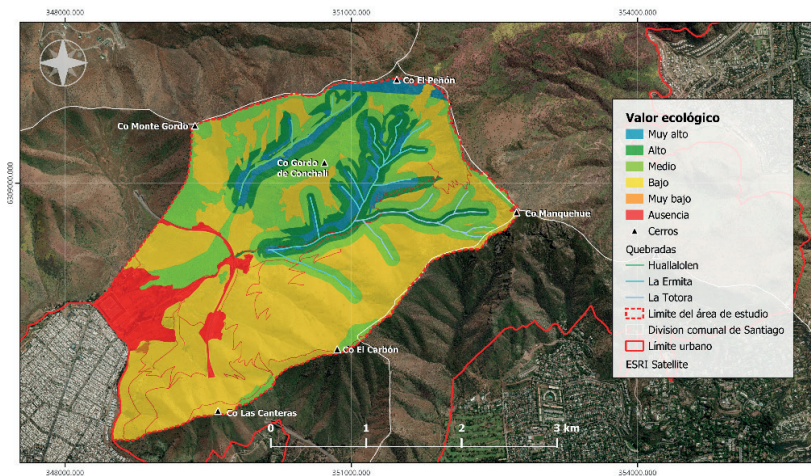 348000.000
351000.000
354000.000
Co El Peñón
Co Monte Gordo
Co Gordo
de Conchalí
6309000.000
Co Manquehue
Co El Carbón
Co Las Canteras
0 1 2 3 km
Valor ecológico
Muy alto
Alto
Medio
Bajo
Muy bajo
Ausencia
Cerros
Quebradas
Huallalolen
La Ermita
La Totora
Limite del área de estudio
Division comunal de Santiago
Límite urbano
ESRI Satellite
348000.000
351000.000
354000.000